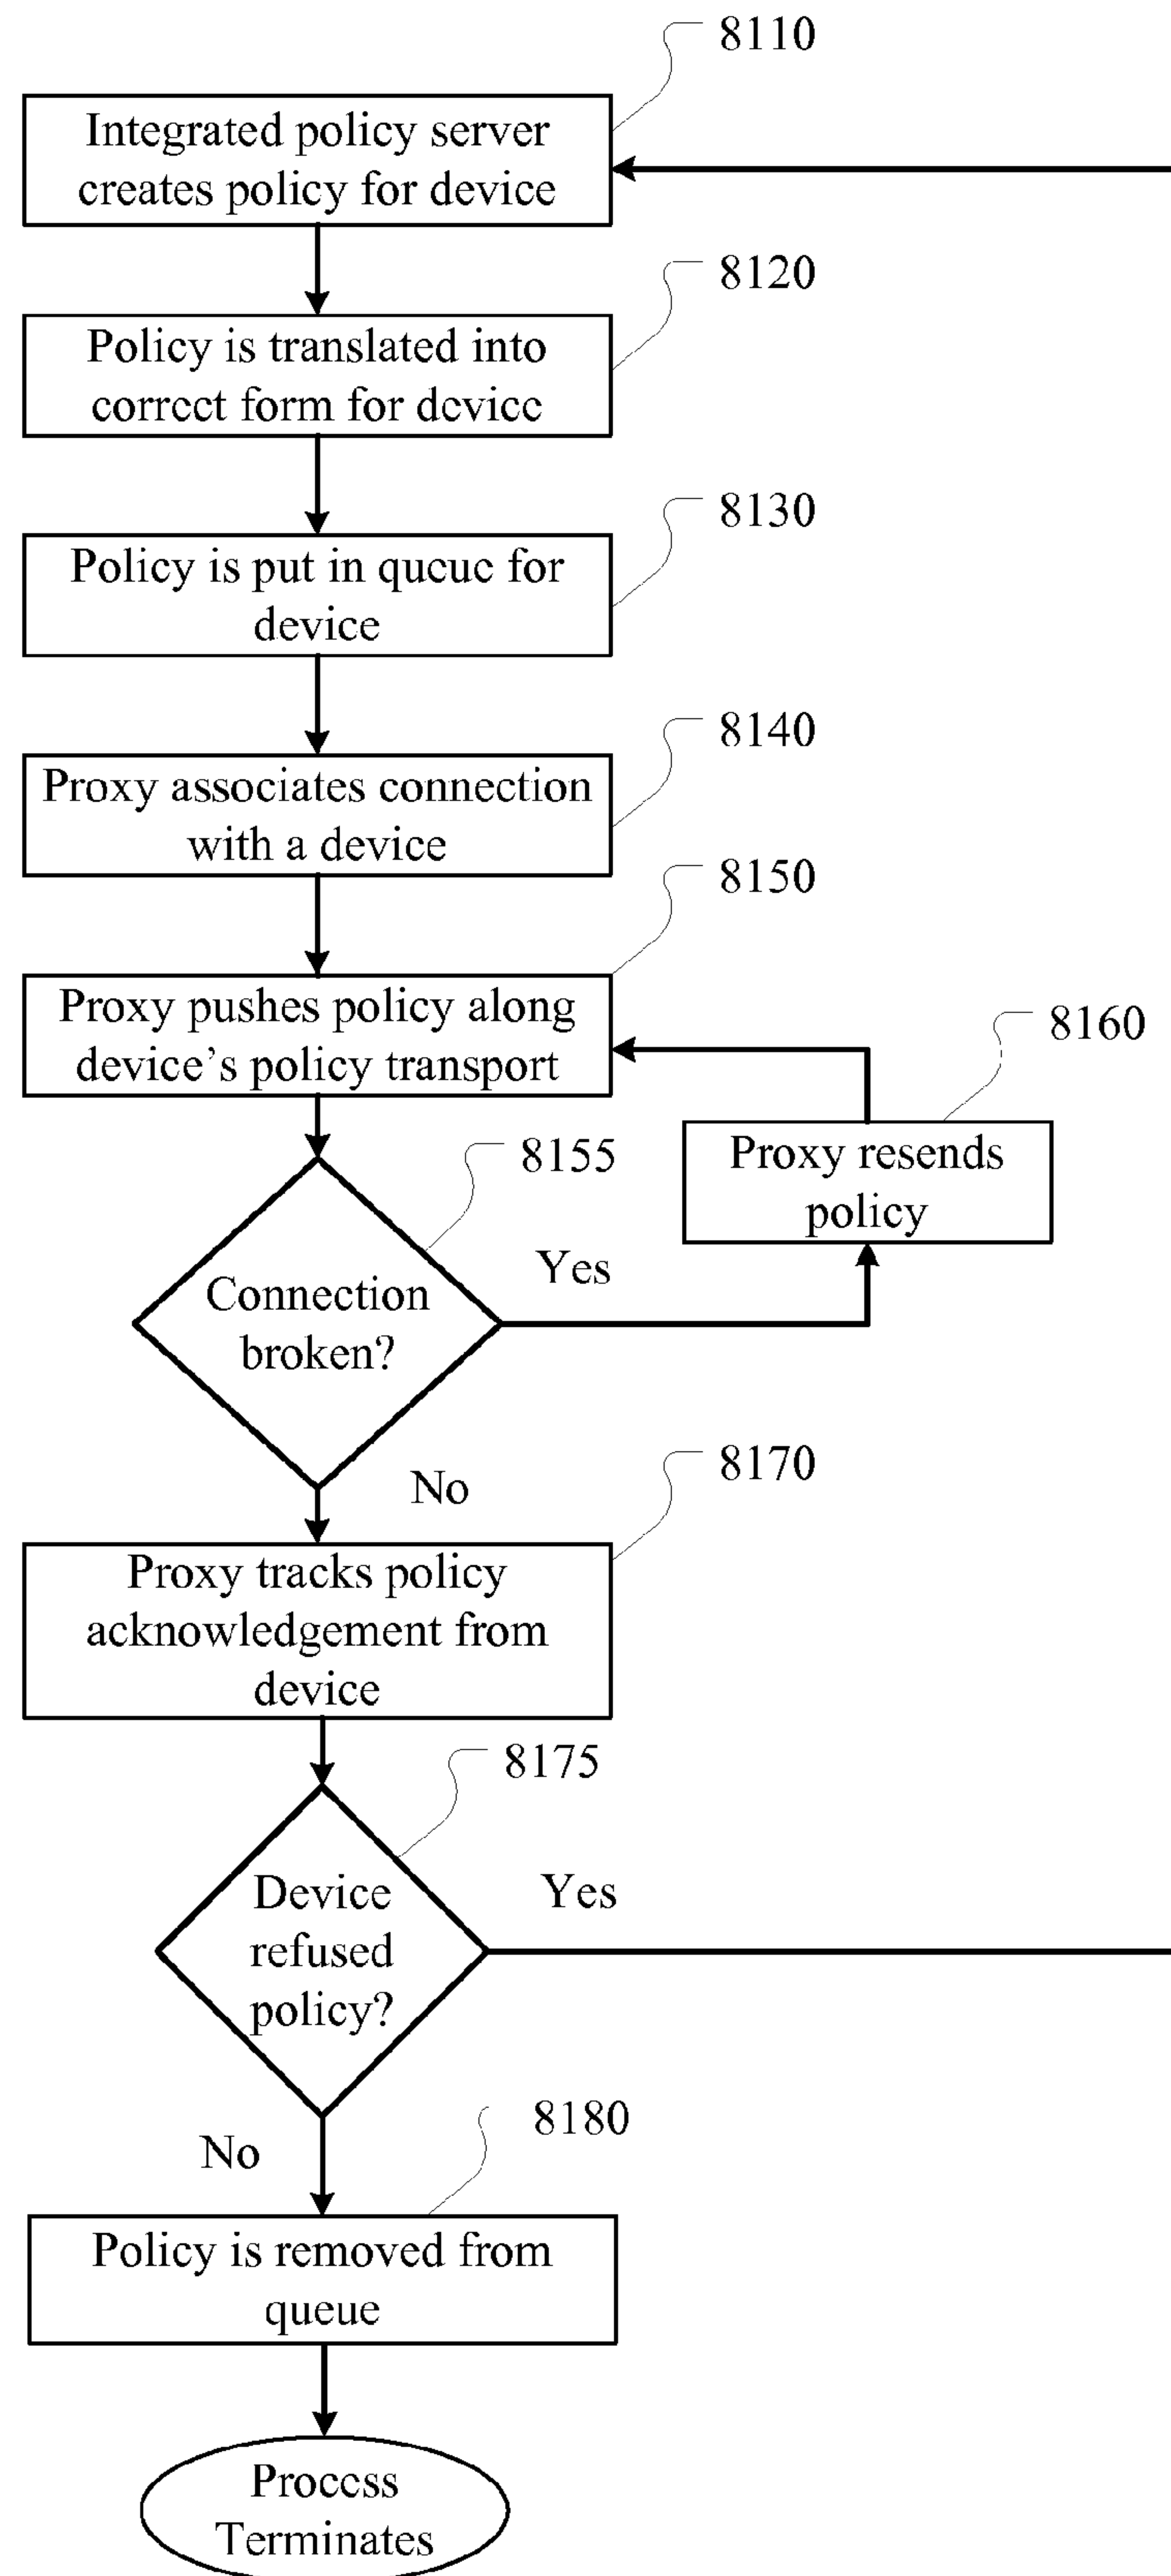 8110
Integrated policy server
creates policy for device
8120
Policy is translated into
correct form for device
8130
Policy is put in queue for
device
8140
Proxy associates connection
with a device
8150
Proxy pushes policy along
device's policy transport
8160
Proxy resends
policy
8155
Connection
broken?
Yes
No
8170
Proxy tracks policy
acknowledgement from
device
8175
Device
refused
policy?
Yes
No
8180
Policy is removed from
queue
Process
Terminates